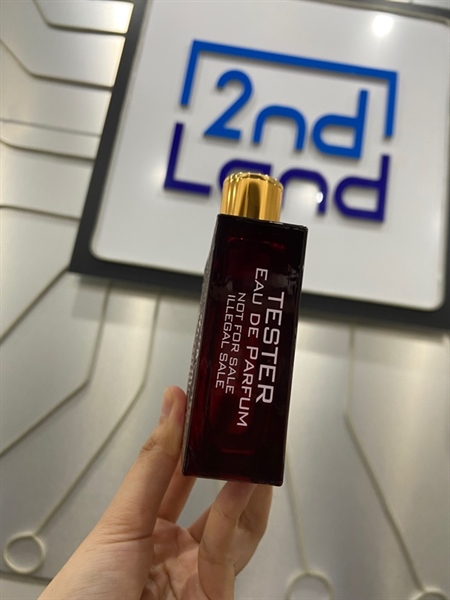 2nd
Land
TESTER
EAU DE PARFUM
NOT FOR SALE
ILLEGAL SALE